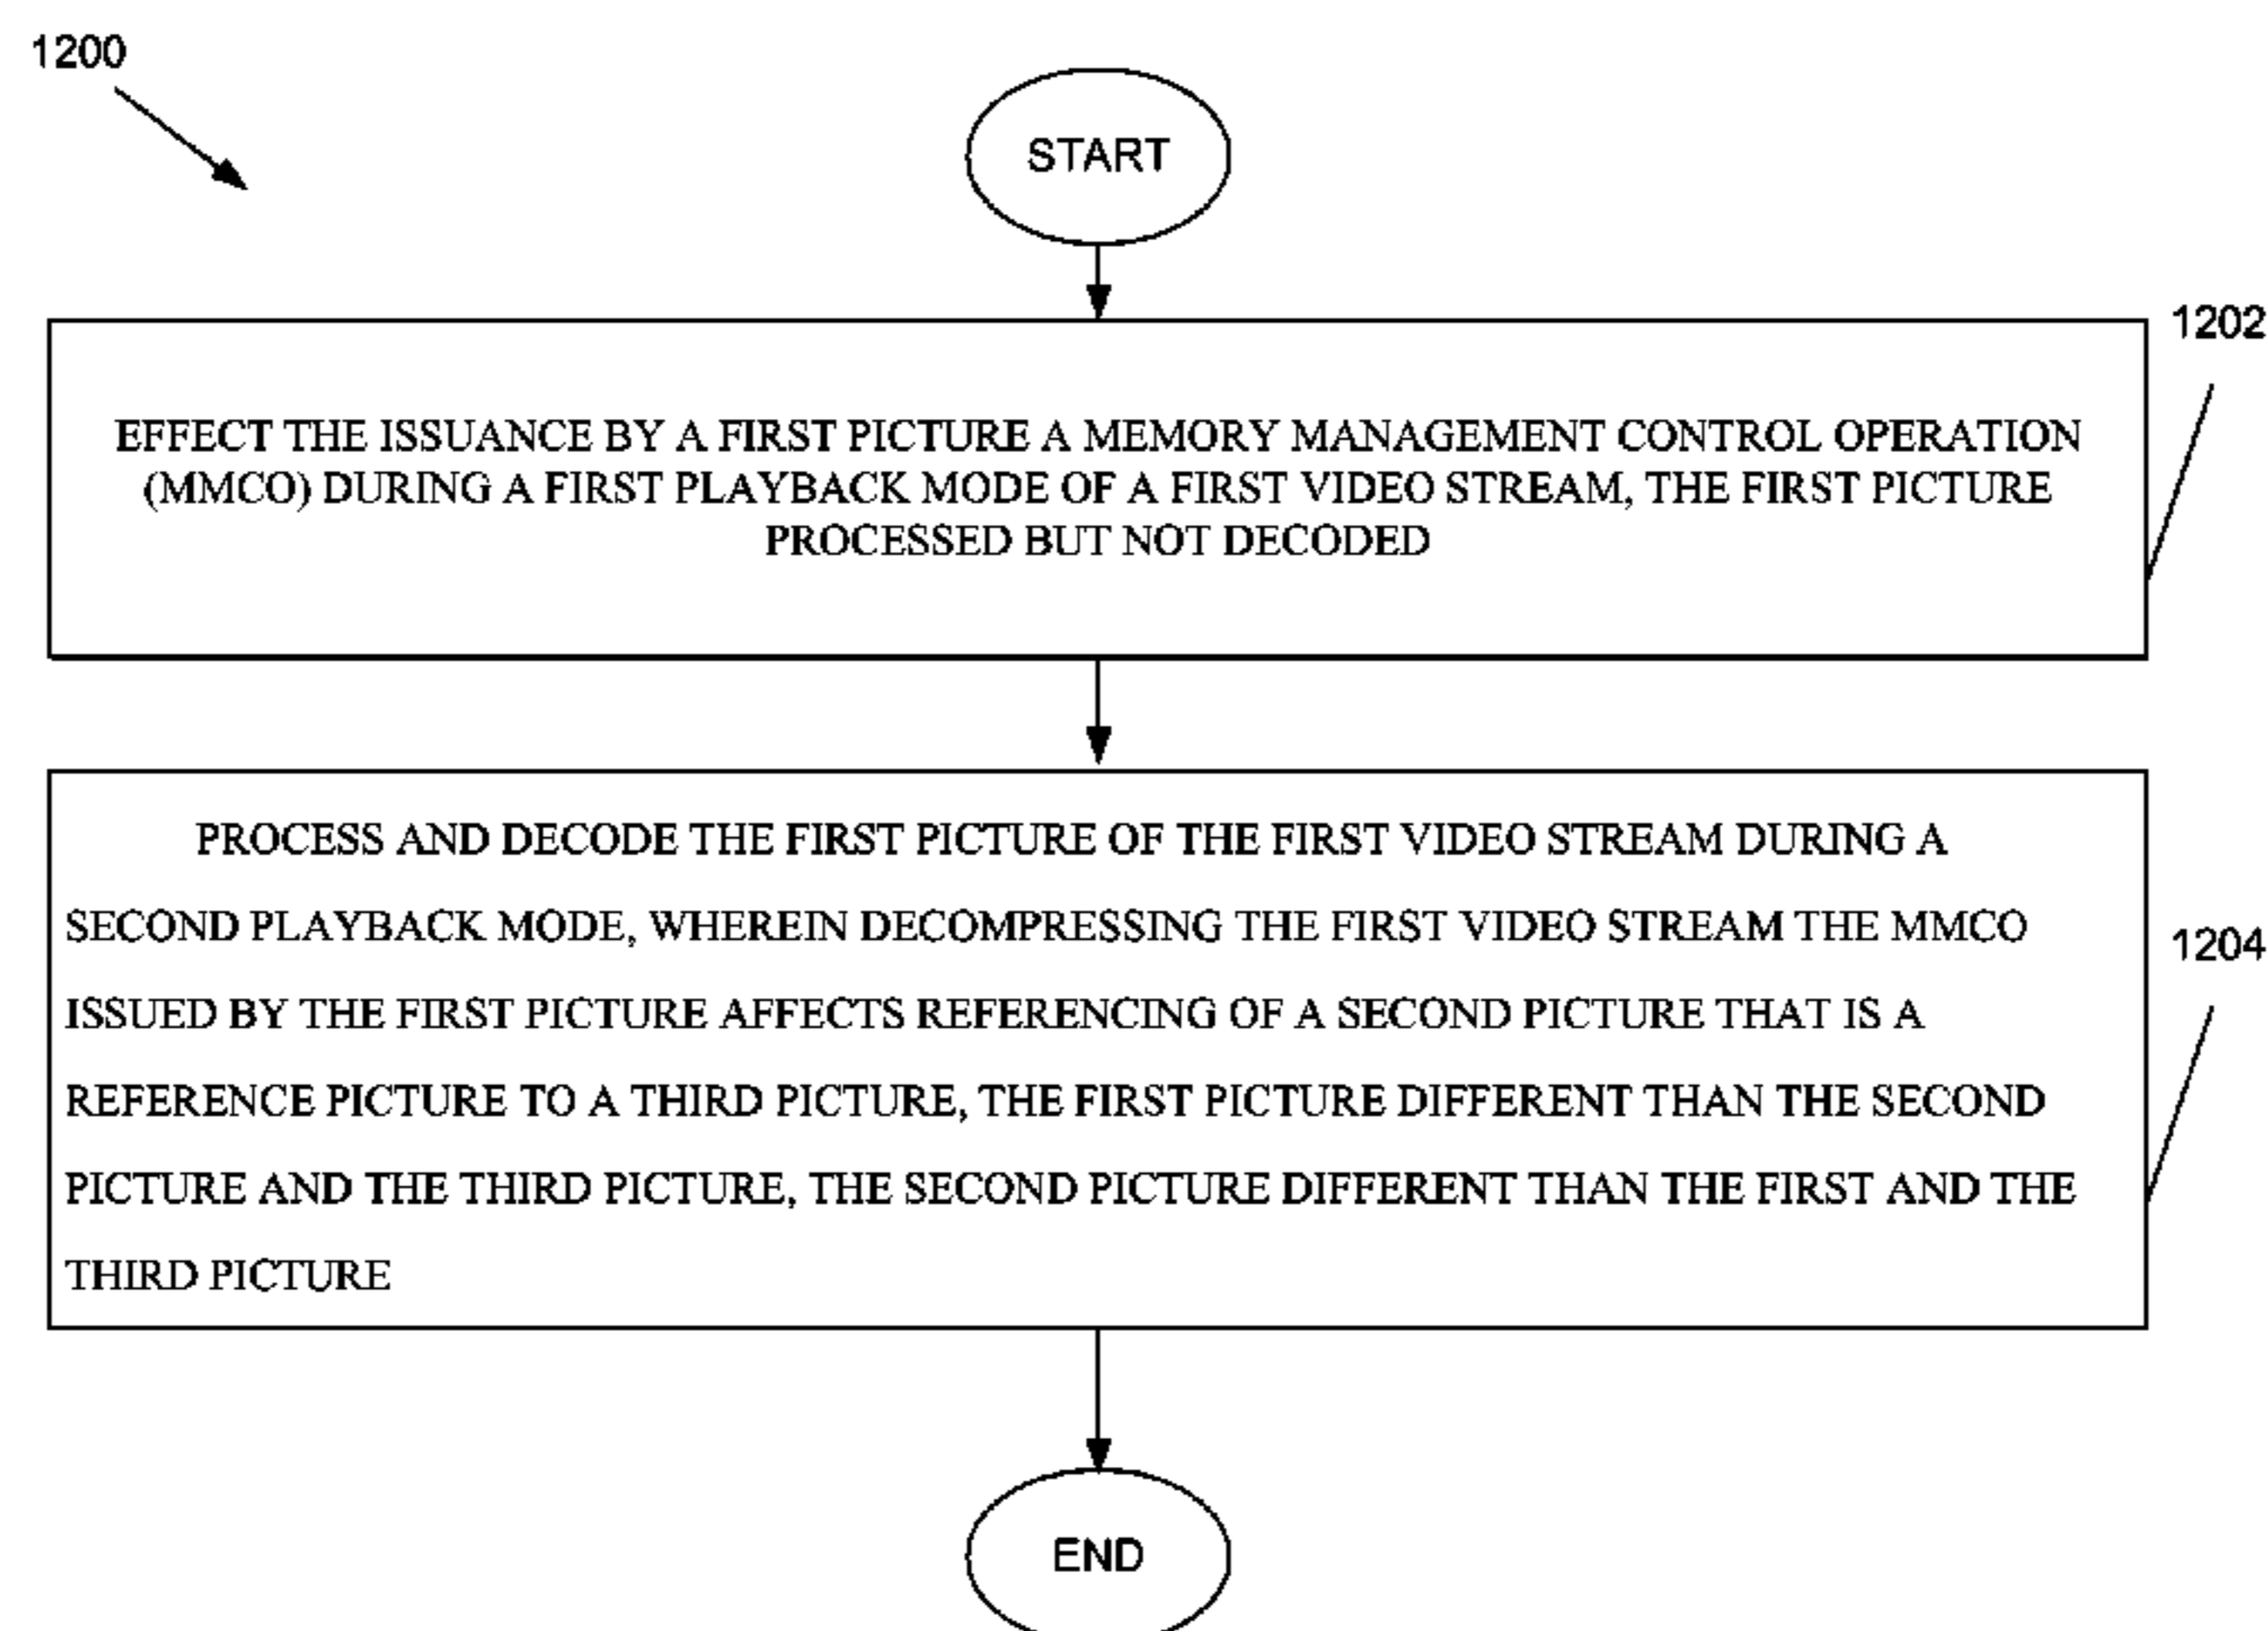 1200
START
1202
EFFECT THE ISSUANCE BY A FIRST PICTURE A MEMORY MANAGEMENT CONTROL OPERATION
(MMCO) DURING A FIRST PLAYBACK MODE OF A FIRST VIDEO STREAM, THE FIRST PICTURE
PROCESSED BUT NOT DECODED
PROCESS AND DECODE THE FIRST PICTURE OF THE FIRST VIDEO STREAM DURING A
SECOND PLAYBACK MODE, WHEREIN DECOMPRESSING THE FIRST VIDEO STREAM THE MMCO
1204
ISSUED BY THE FIRST PICTURE AFFECTS REFERENCING OF A SECOND PICTURE THAT IS A
REFERENCE PICTURE TO A THIRD PICTURE, THE FIRST PICTURE DIFFERENT THAN THE SECOND
PICTURE AND THE THIRD PICTURE, THE SECOND PICTURE DIFFERENT THAN THE FIRST AND THE
THIRD PICTURE
END